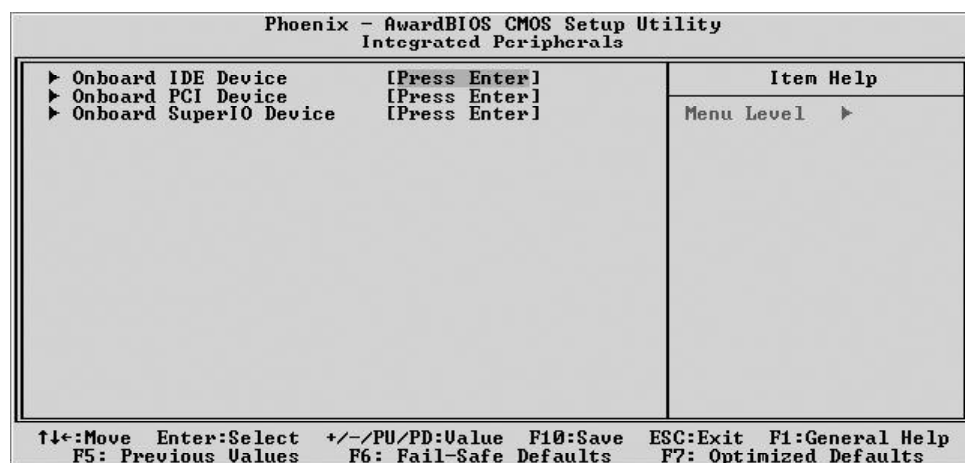 Phoenix - AwardBIOS CMOS Setup Utility
Integrated Peripherals
▶ Onboard IDE Device [Press Enter]
▶ Onboard PCI Device [Press Enter]
▶ Onboard SuperIO Device [Press Enter]
Item Help
Menu Level ▶
↑↓←:Move Enter:Select +/-/PU/PD:Value F10:Save ESC:Exit F1:General Help
F5: Previous Values F6: Fail-Safe Defaults F7: Optimized Defaults